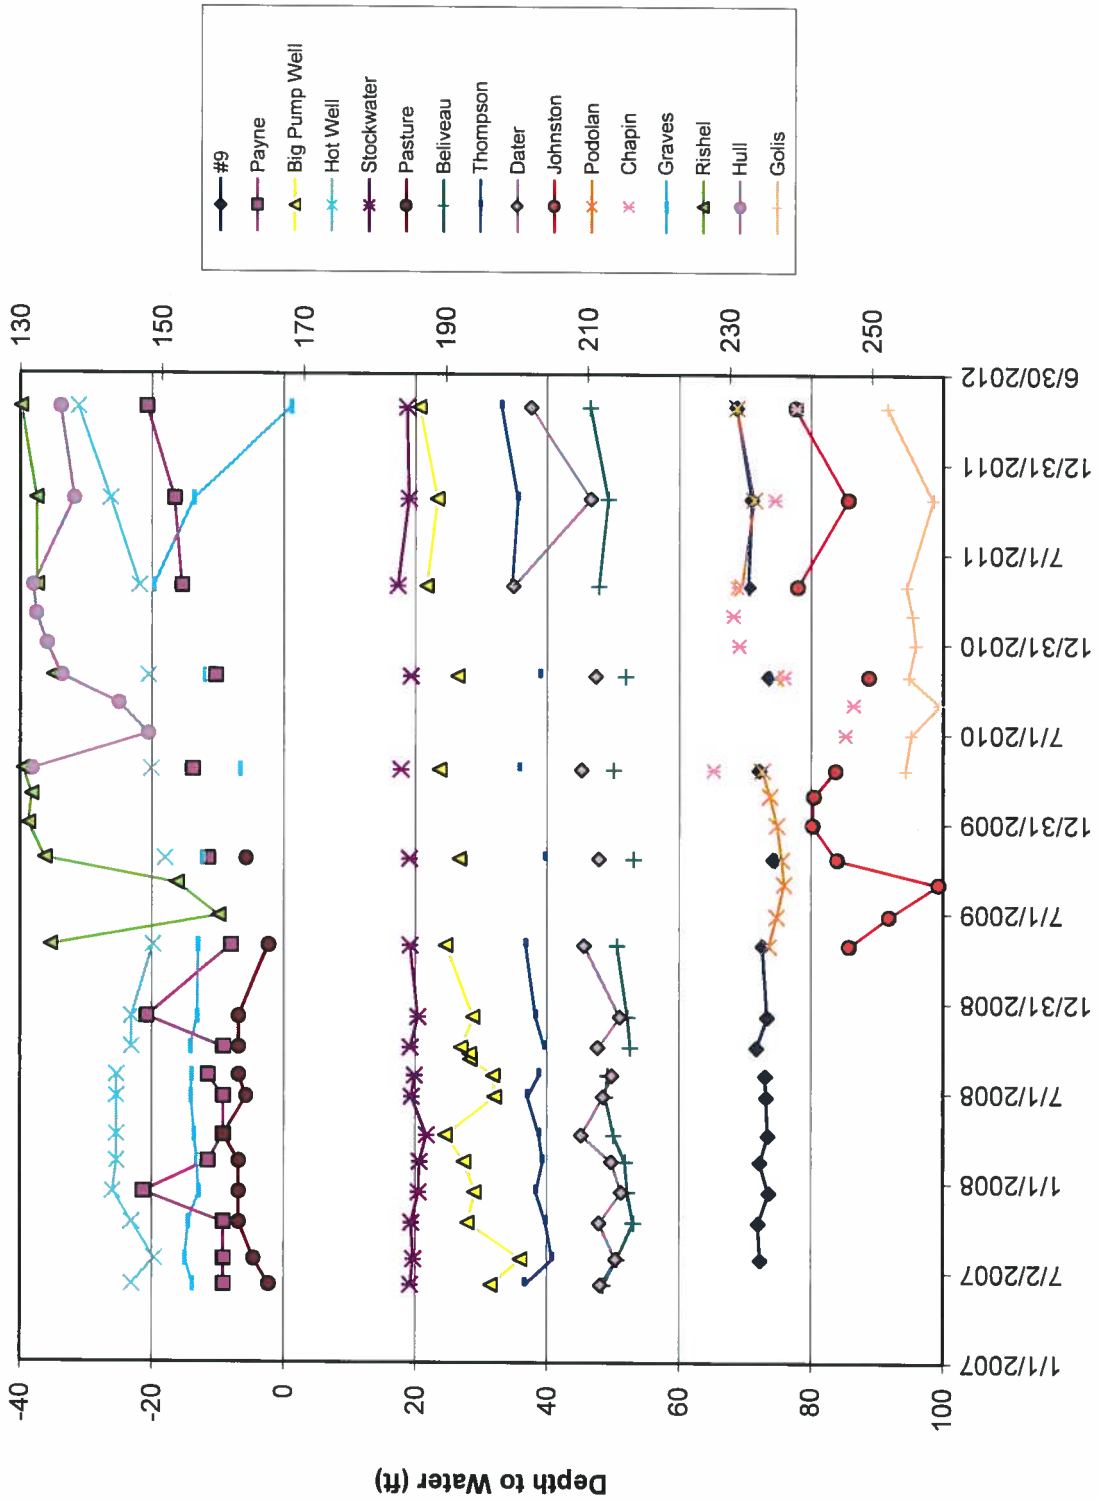 Depth to Water (ft)
-40
-20
0
20
40
60
80
100
130
150
170
190
210
230
250
1/1/2007
7/2/2007
1/1/2008
7/1/2008
12/31/2008
7/1/2009
12/31/2009
7/1/2010
12/31/2010
7/1/2011
12/31/2011
6/30/2012
#9
Payne
Big Pump Well
Hot Well
Stockwater
Pasture
Beliveau
Thompson
Dater
Johnston
Podolan
Chapin
Graves
Rishel
Hull
Golis